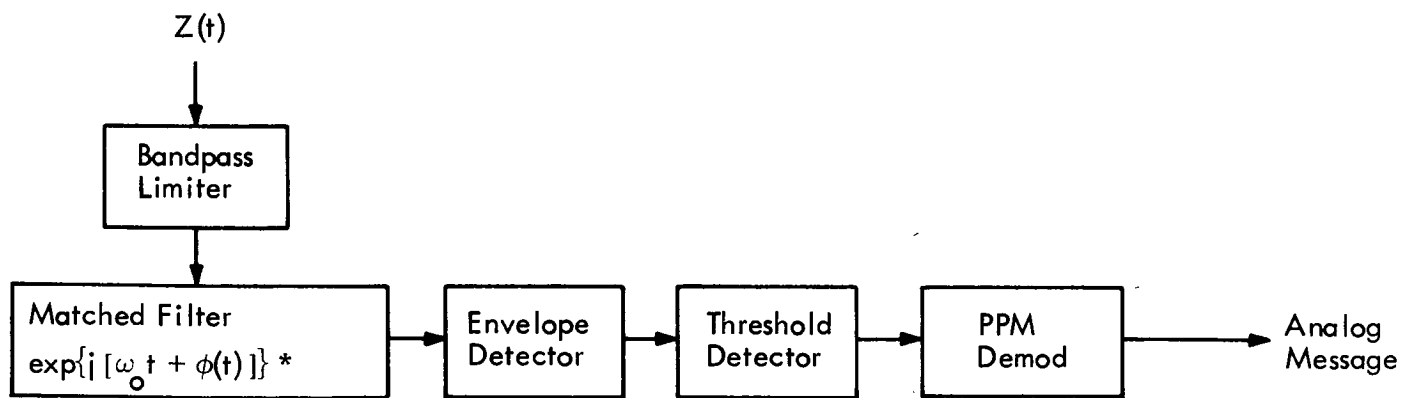 Z(t)
Bandpass
Limiter
Matched Filter
exp{j [ω₀t + ϕ(t)]} *
Envelope
Detector
Threshold
Detector
PPM
Demod
Analog
Message